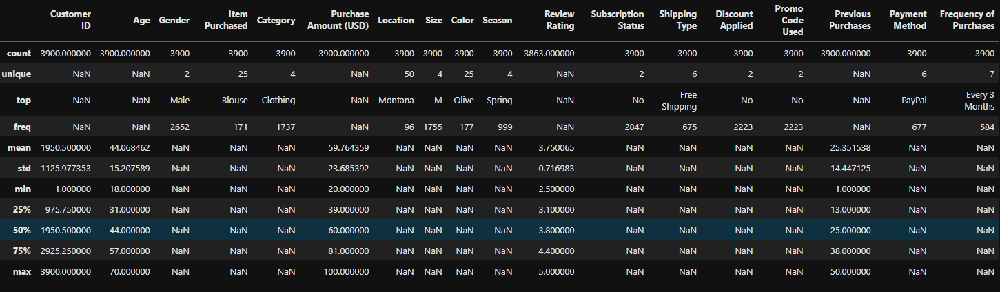 Customer ID Age Gender Item Purchased Category Purchase Amount (USD) Location Size Color Season Review Rating Subscription Status Shipping Type Discount Applied Promo Code Used Previous Purchases Payment Method Frequency of Purchases
count 3900.000000 3900.000000 3900 3900 3900 3900.000000 3900 3900 3900 3900 3863.000000 3900 3900 3900 3900 3900.000000 3900 3900
unique NaN NaN 2 25 4 NaN 50 4 25 4 NaN 2 6 2 2 NaN 6 7
top NaN NaN Male Blouse Clothing NaN Montana M Olive Spring NaN No Free Shipping No No NaN PayPal Every 3 Months
freq NaN NaN 2652 171 1737 NaN 96 1755 177 999 NaN 2847 675 2223 2223 NaN 677 584
mean 1950.500000 44.068462 NaN NaN NaN 59.764359 NaN NaN NaN NaN 3.750065 NaN NaN NaN NaN 25.351538 NaN NaN
std 1125.977353 15.207589 NaN NaN NaN 23.685392 NaN NaN NaN NaN 0.716983 NaN NaN NaN NaN 14.447125 NaN NaN
min 1.000000 18.000000 NaN NaN NaN 20.000000 NaN NaN NaN NaN 2.500000 NaN NaN NaN NaN 1.000000 NaN NaN
25% 975.750000 31.000000 NaN NaN NaN 39.000000 NaN NaN NaN NaN 3.100000 NaN NaN NaN NaN 13.000000 NaN NaN
50% 1950.500000 44.000000 NaN NaN NaN 60.000000 NaN NaN NaN NaN 3.800000 NaN NaN NaN NaN 25.000000 NaN NaN
75% 2925.250000 57.000000 NaN NaN NaN 81.000000 NaN NaN NaN NaN 4.400000 NaN NaN NaN NaN 38.000000 NaN NaN
max 3900.000000 70.000000 NaN NaN NaN 100.000000 NaN NaN NaN NaN 5.000000 NaN NaN NaN NaN 50.000000 NaN NaN